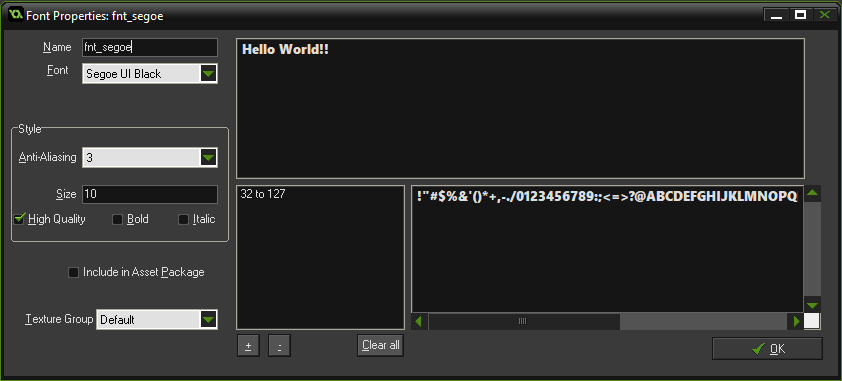 Font Properties: fnt_segoe
Name fnt_segoe
Font Segoe UI Black
Style
Anti-Aliasing 3
Size 10
High Quality Bold Italic
Include in Asset Package
Texture Group Default
Hello World!!
32 to 127
!"#$%&'()*+,-./0123456789:;<=>?@ABCDEFGHIJKLMNOPQ
+ - Clear all
OK